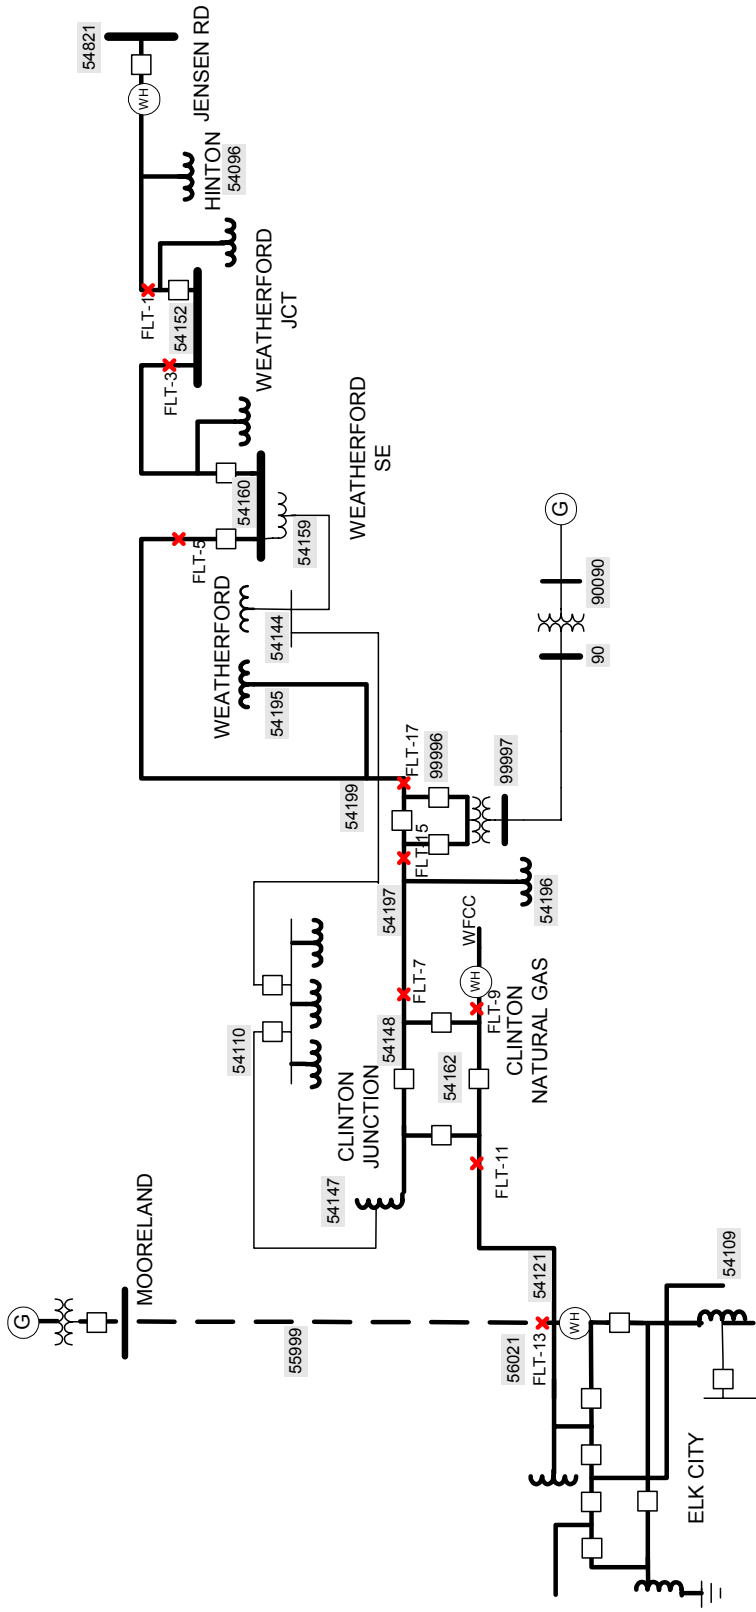 54821
WH
JENSEN RD
HINTON
54096
FLT-1
54152
FLT-3
WEATHERFORD
JCT
54160
54159
FLT-5
WEATHERFORD
SE
WEATHERFORD
54144
54195
G
90090
90
54199
FLT-17
99996
99997
FLT-15
54197
54196
FLT-7
54148
WFCC
WH
FLT-9
54162
CLINTON
NATURAL GAS
54110
CLINTON
JUNCTION
54147
FLT-11
G
MOORELAND
55999
56021
FLT-13
54121
WH
54109
ELK CITY